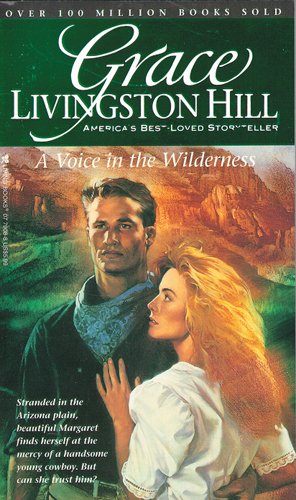 OVER 100 MILLION BOOKS SOLD
Grace
LIVINGSTON HILL
AMERICA'S BEST-LOVED STORYTELLER
A Voice in the Wilderness
Stranded in the
Arizona plain,
beautiful Margaret
finds herself at the
mercy of a handsome
young cowboy. But
can she trust him?